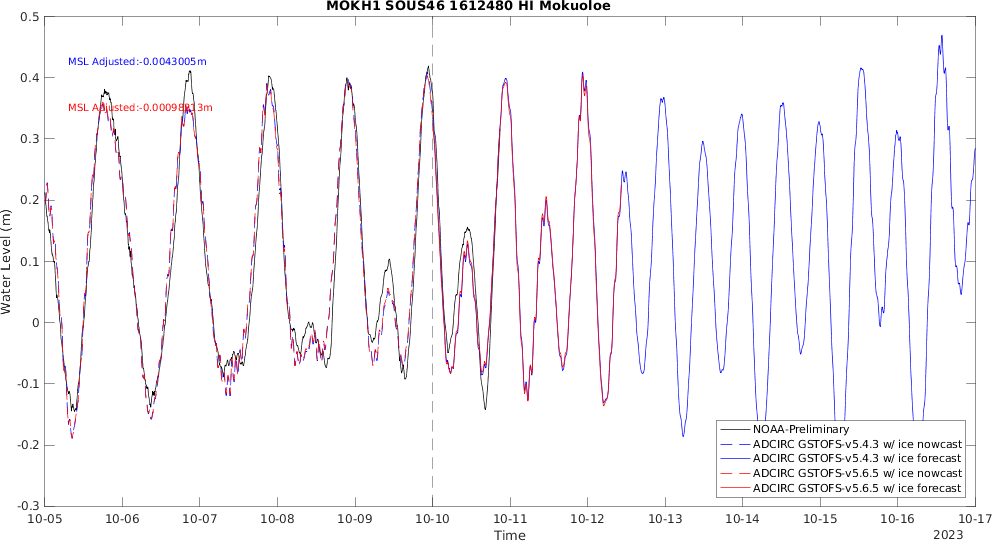 MOKH1 SOUS46 1612480 HI Mokuoloe
0.5
0.4
0.3
0.2
0.1
0
-0.1
-0.2
-0.3
Water Level (m)
MSL Adjusted:-0.0043005m
MSL Adjusted:-0.00098213m
NOAA-Preliminary
ADCIRC GSTOFS-v5.4.3 w/ ice nowcast
ADCIRC GSTOFS-v5.4.3 w/ ice forecast
ADCIRC GSTOFS-v5.6.5 w/ ice nowcast
ADCIRC GSTOFS-v5.6.5 w/ ice forecast
10-05 10-06 10-07 10-08 10-09 10-10 10-11 10-12 10-13 10-14 10-15 10-16 10-17
Time
2023